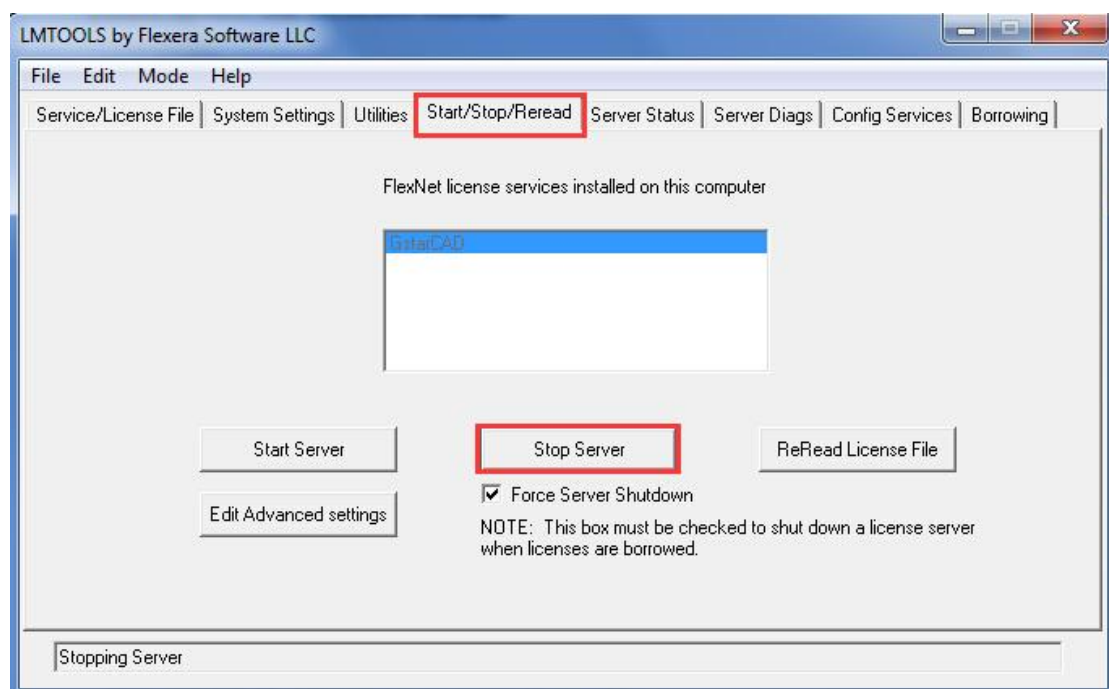 LMTOOLS by Flexera Software LLC
File Edit Mode Help
Service/License File System Settings Utilities Start/Stop/Reread Server Status Server Diags Config Services Borrowing
FlexNet license services installed on this computer
GstarCAD
Start Server Stop Server ReRead License File
Force Server Shutdown
Edit Advanced settings
NOTE: This box must be checked to shut down a license server
when licenses are borrowed.
Stopping Server